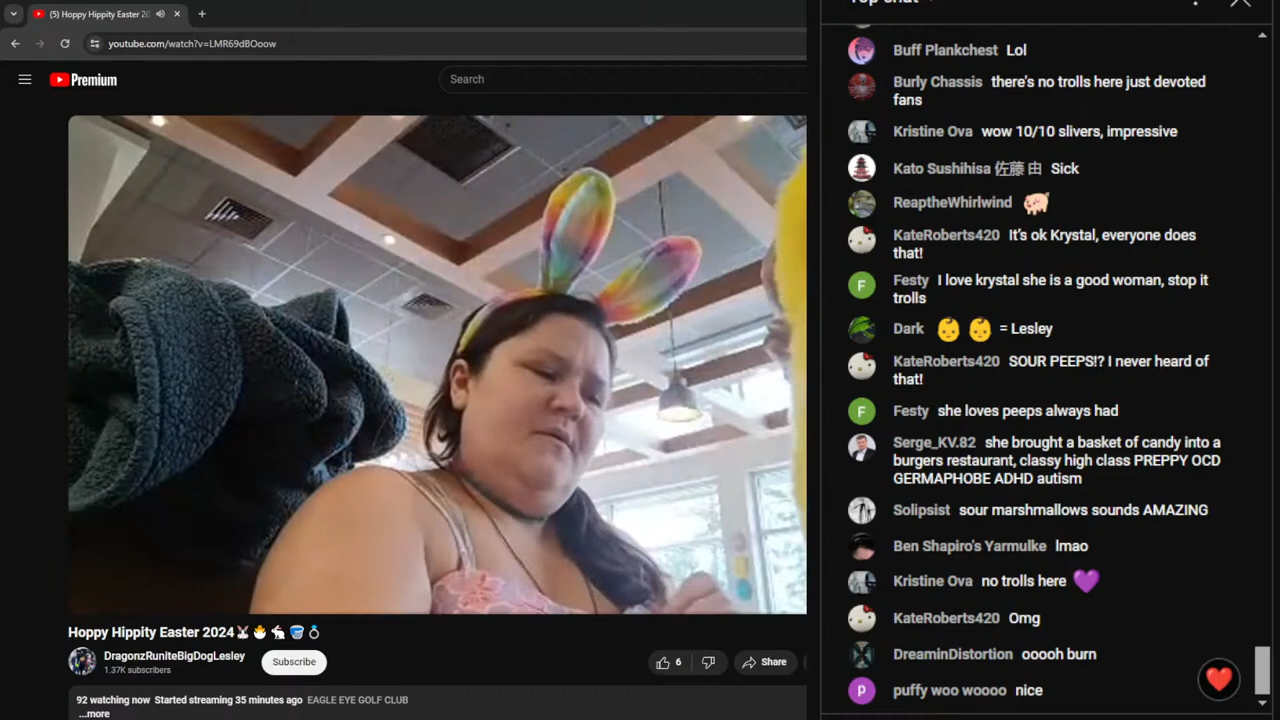 (5) Hoppy Hippity Easter 20
youtube.com/watch?v=LMR69dBOoow
Premium
Search
Hoppy Hippity Easter 2024
DragonzRuniteBigDogLesley
1.37K subscribers
Subscribe
6
Share
92 watching now Started streaming 35 minutes ago EAGLE EYE GOLF CLUB
...more
Top chat
Buff Plankchest Lol
Burly Chassis there's no trolls here just devoted
fans
Kristine Ova wow 10/10 slivers, impressive
Kato Sushihisa 佐藤 由 Sick
ReaptheWhirlwind 🐖
KateRoberts420 It's ok Krystal, everyone does
that!
Festy I love krystal she is a good woman, stop it
trolls
Dark 👶 👶 = Lesley
KateRoberts420 SOUR PEEPS!? I never heard of
that!
F
Festy she loves peeps always had
Serge_KV.82 she brought a basket of candy into a
burgers restaurant, classy high class PREPPY OCD
GERMAPHOBE ADHD autism
Solipsist sour marshmallows sounds AMAZING
Ben Shapiro's Yarmulke lmao
Kristine Ova no trolls here 💜
KateRoberts420 Omg
DreaminDistortion ooooh burn
p
puffy woo woooo nice